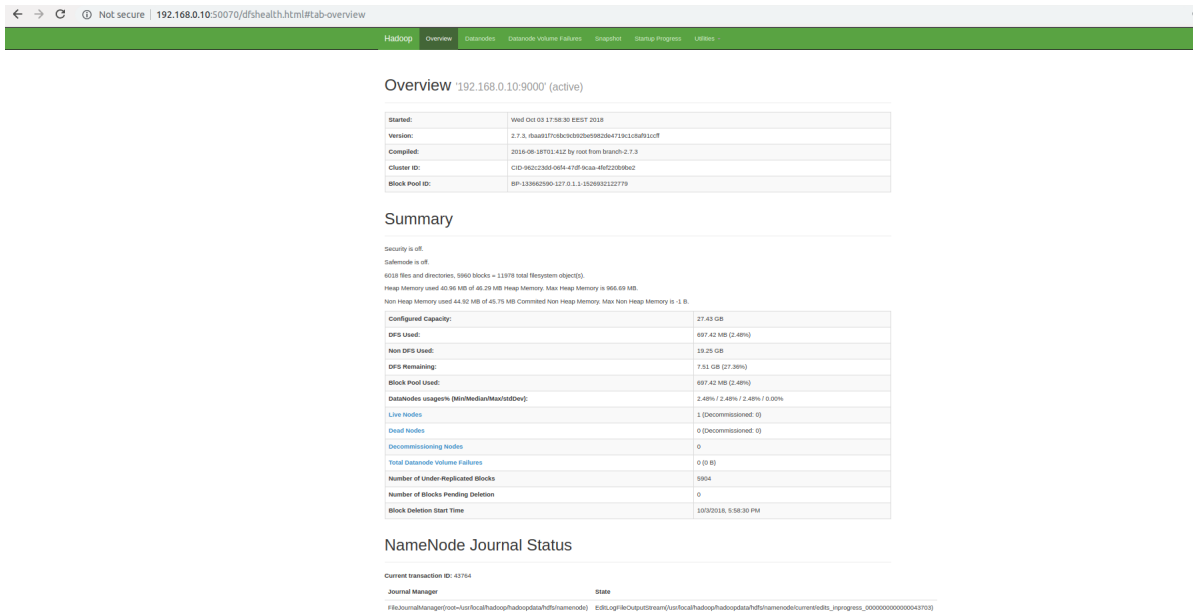 Not secure | 192.168.0.10:50070/dfshealth.html#tab-overview
Hadoop Overview Datanodes Datanode Volume Failures Snapshot Startup Progress Utilities
Overview '192.168.0.10:9000' (active)
Started: Wed Oct 03 17:58:30 EEST 2018
Version: 2.7.3, rbaa91f7c6bc9cb92be5982de4719c1c8af91ccff
Compiled: 2016-08-18T01:41Z by root from branch-2.7.3
Cluster ID: CID-962c23dd-06f4-47df-9caa-4fef220b9be2
Block Pool ID: BP-133662590-127.0.1.1-1526932122779
Summary
Security is off.
Safemode is off.
6018 files and directories, 5960 blocks = 11978 total filesystem object(s).
Heap Memory used 40.96 MB of 46.29 MB Heap Memory. Max Heap Memory is 966.69 MB.
Non Heap Memory used 44.92 MB of 45.75 MB Commited Non Heap Memory. Max Non Heap Memory is -1 B.
Configured Capacity: 27.43 GB
DFS Used: 697.42 MB (2.48%)
Non DFS Used: 19.25 GB
DFS Remaining: 7.51 GB (27.36%)
Block Pool Used: 697.42 MB (2.48%)
DataNodes usages% (Min/Median/Max/stdDev): 2.48% / 2.48% / 2.48% / 0.00%
Live Nodes 1 (Decommissioned: 0)
Dead Nodes 0 (Decommissioned: 0)
Decommissioning Nodes 0
Total Datanode Volume Failures 0 (0 B)
Number of Under-Replicated Blocks 5904
Number of Blocks Pending Deletion 0
Block Deletion Start Time 10/3/2018, 5:58:30 PM
NameNode Journal Status
Current transaction ID: 43764
Journal Manager State
FileJournalManager(root=/usr/local/hadoop/hadoopdata/hdfs/namenode) EditLogFileOutputStream(/usr/local/hadoop/hadoopdata/hdfs/namenode/current/edits_inprogress_0000000000000043703)